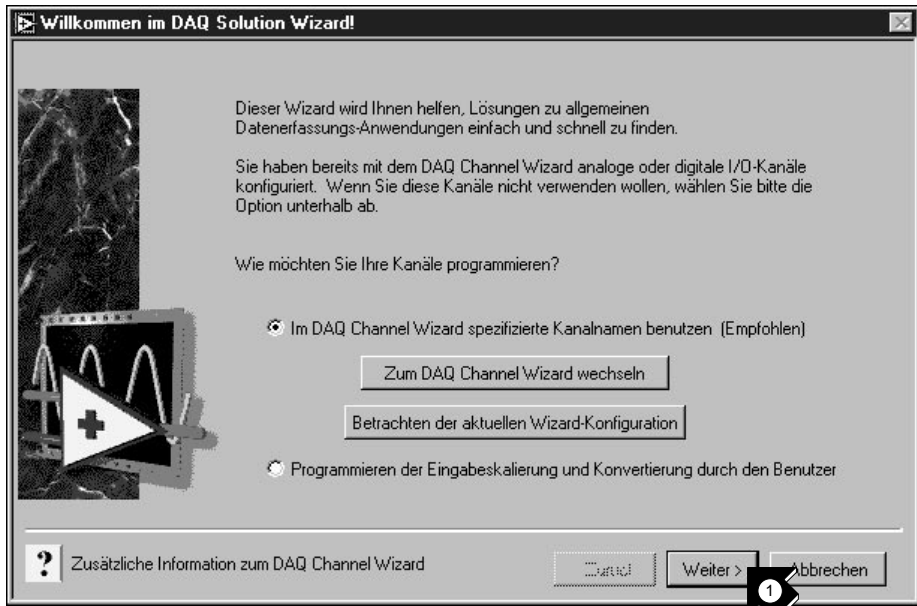 Willkommen im DAQ Solution Wizard!
Dieser Wizard wird Ihnen helfen, Lösungen zu allgemeinen
Datenerfassungs-Anwendungen einfach und schnell zu finden.
Sie haben bereits mit dem DAQ Channel Wizard analoge oder digitale I/O-Kanäle
konfiguriert. Wenn Sie diese Kanäle nicht verwenden wollen, wählen Sie bitte die
Option unterhalb ab.
Wie möchten Sie Ihre Kanäle programmieren?
Im DAQ Channel Wizard spezifizierte Kanalnamen benutzen (Empfohlen)
Zum DAQ Channel Wizard wechseln
Betrachten der aktuellen Wizard-Konfiguration
Programmieren der Eingabeskalierung und Konvertierung durch den Benutzer
? Zusätzliche Information zum DAQ Channel Wizard
Weiter > Abbrechen
1